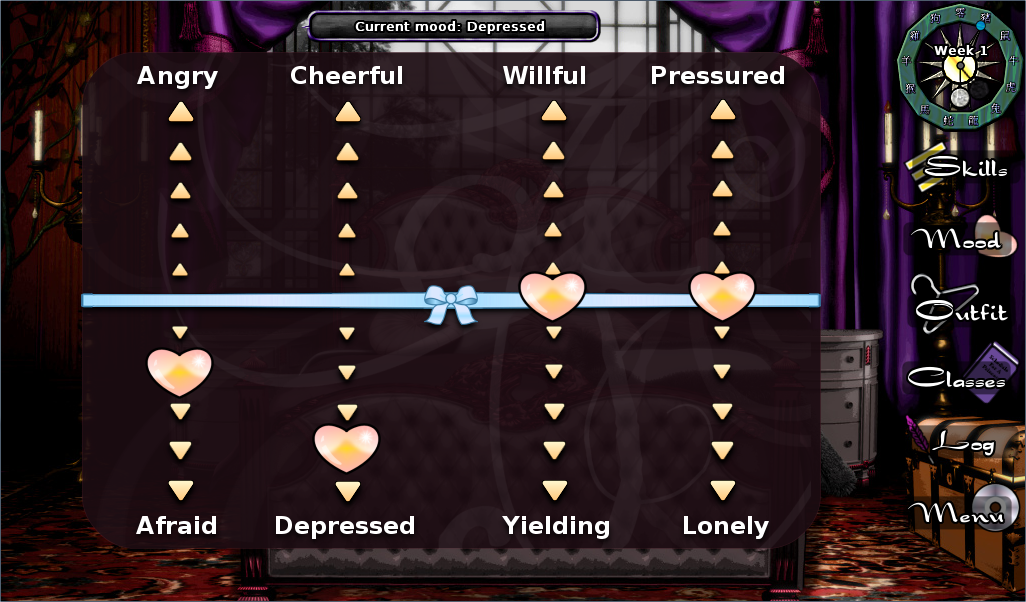 Current mood: Depressed
Angry
Cheerful
Willful
Pressured
Afraid
Depressed
Yielding
Lonely
Week 1
Skills
Mood
Outfit
Classes
Log
Menu